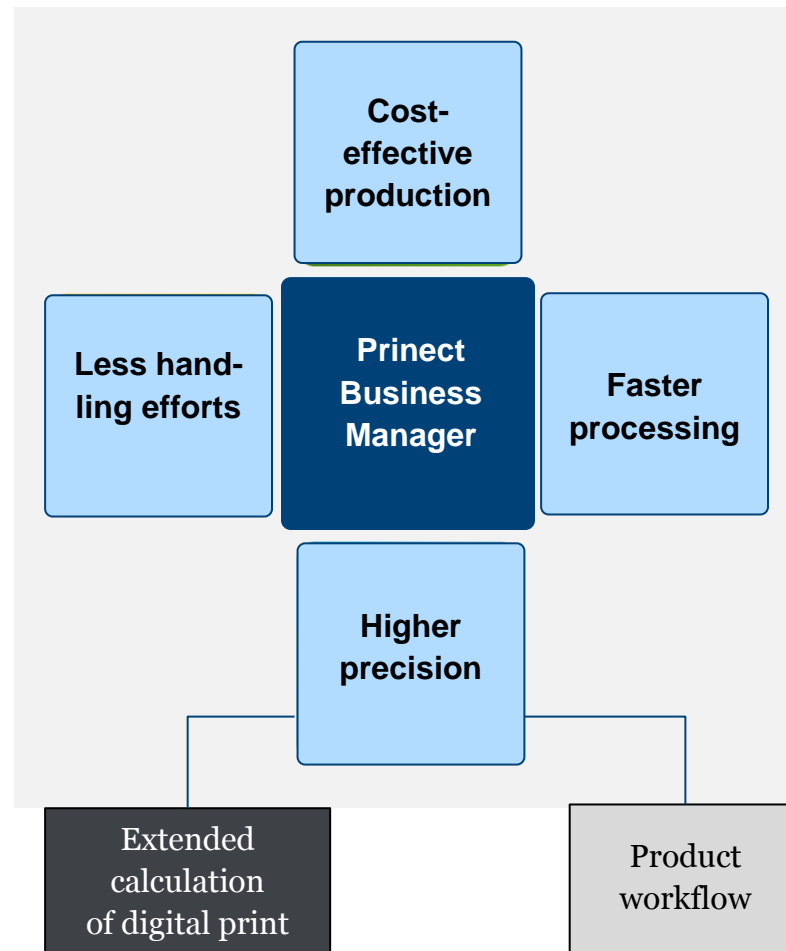 Cost-
effective
production
Less hand-
ling efforts
Prinect
Business
Manager
Faster
processing
Higher
precision
Extended
calculation
of digital print
Product
workflow